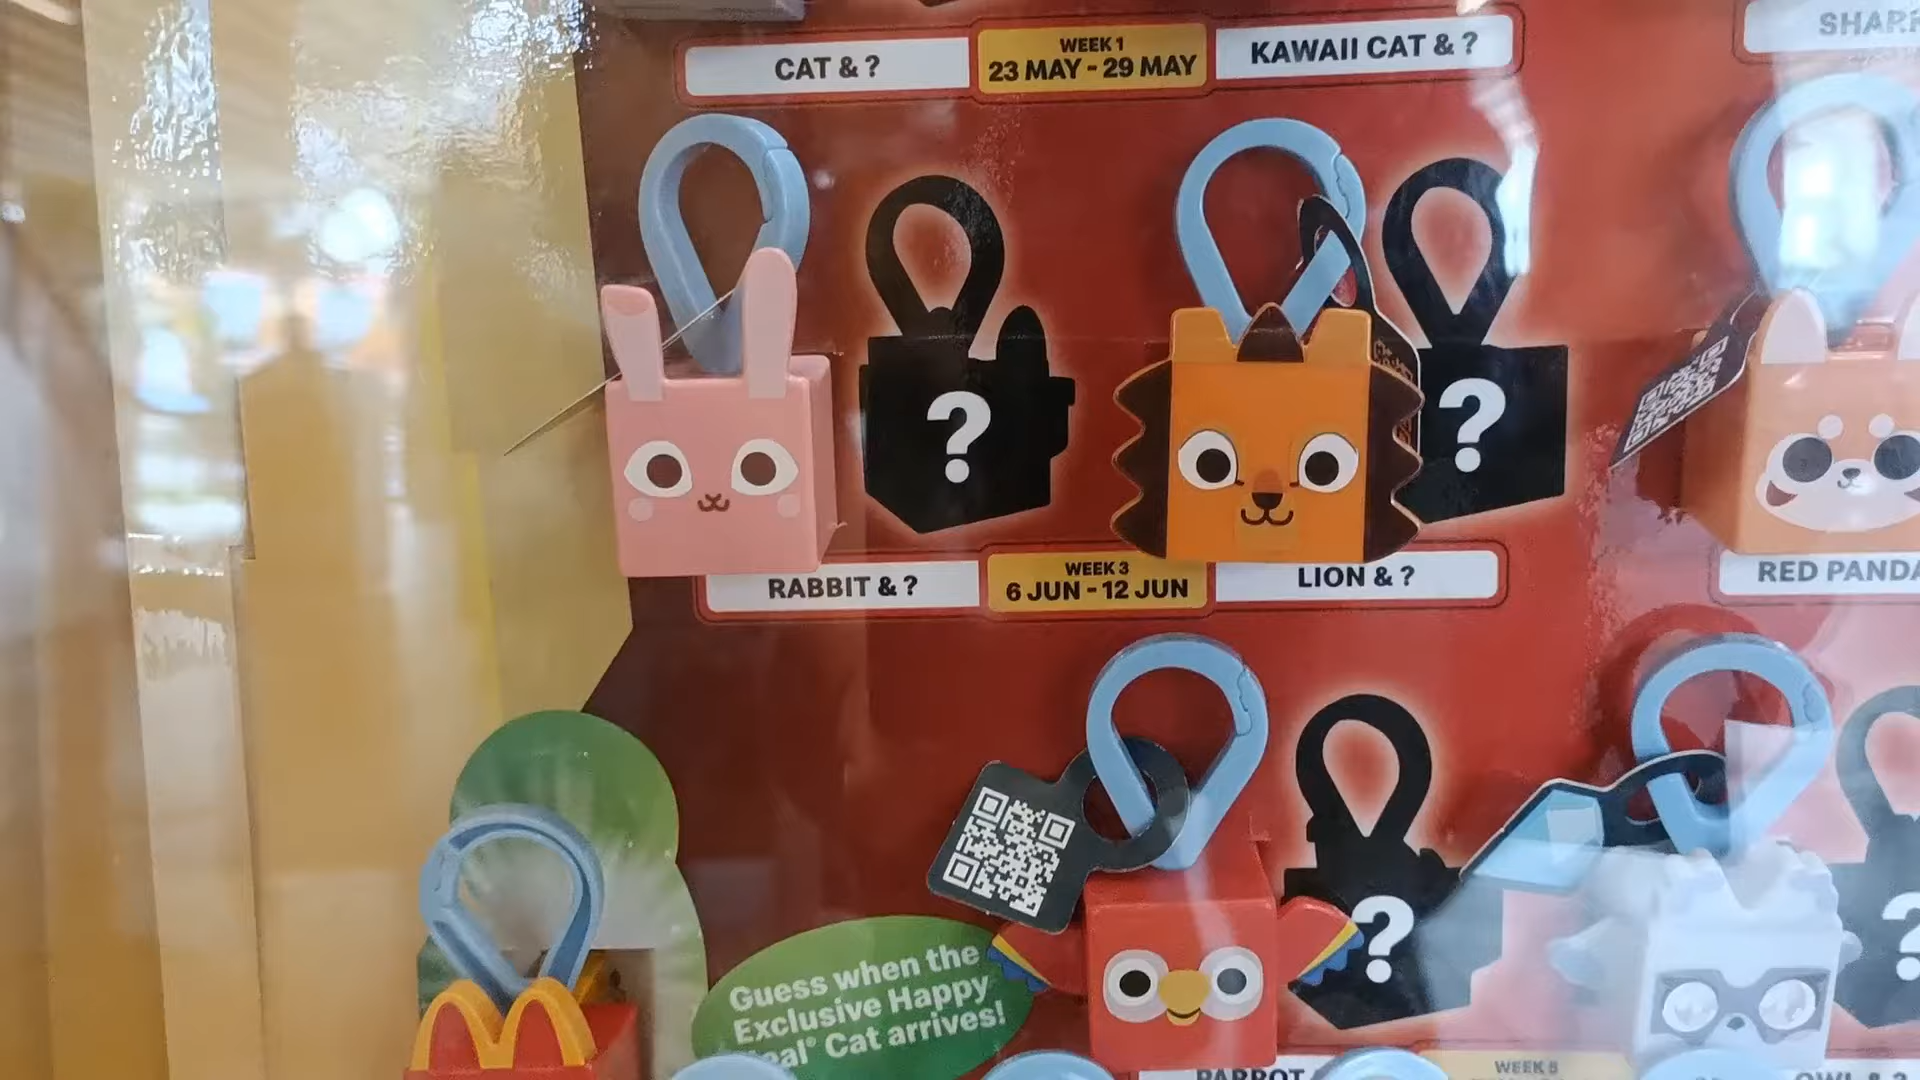 CAT & ?
WEEK 1
23 MAY - 29 MAY
KAWAII CAT & ?
?
?
RABBIT & ?
WEEK 3
6 JUN - 12 JUN
LION & ?
RED PANDA
?
?
Guess when the
Exclusive Happy
Cat arrives!
PARROT
WEEK 5
OWL & ?